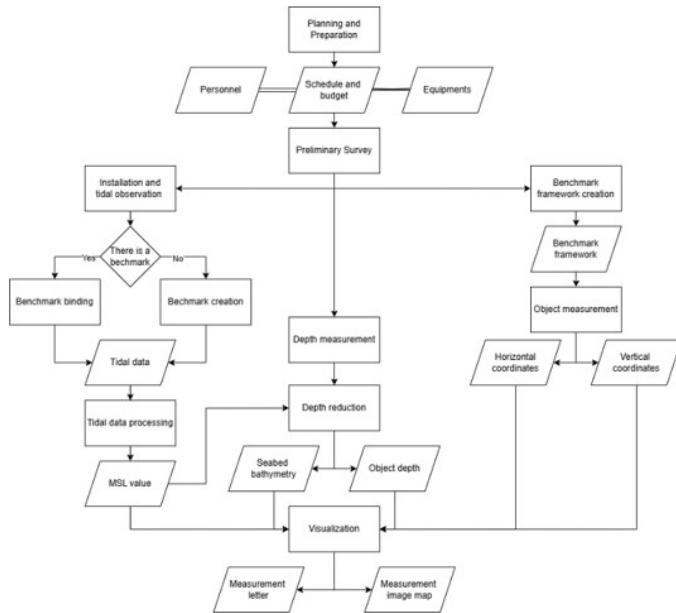 Planning and
Preparation
Personnel
Schedule and
budget
Equipments
Preliminary Survey
Installation and
tidal observation
Benchmark
framework creation
There is a
bechmark
Yes
No
Benchmark
framework
Benchmark binding
Bechmark creation
Object measurement
Depth measurement
Tidal data
Horizontal
coordinates
Vertical
coordinates
Depth reduction
Tidal data processing
Seabed
bathymetry
Object depth
MSL value
Visualization
Measurement
letter
Measurement
image map